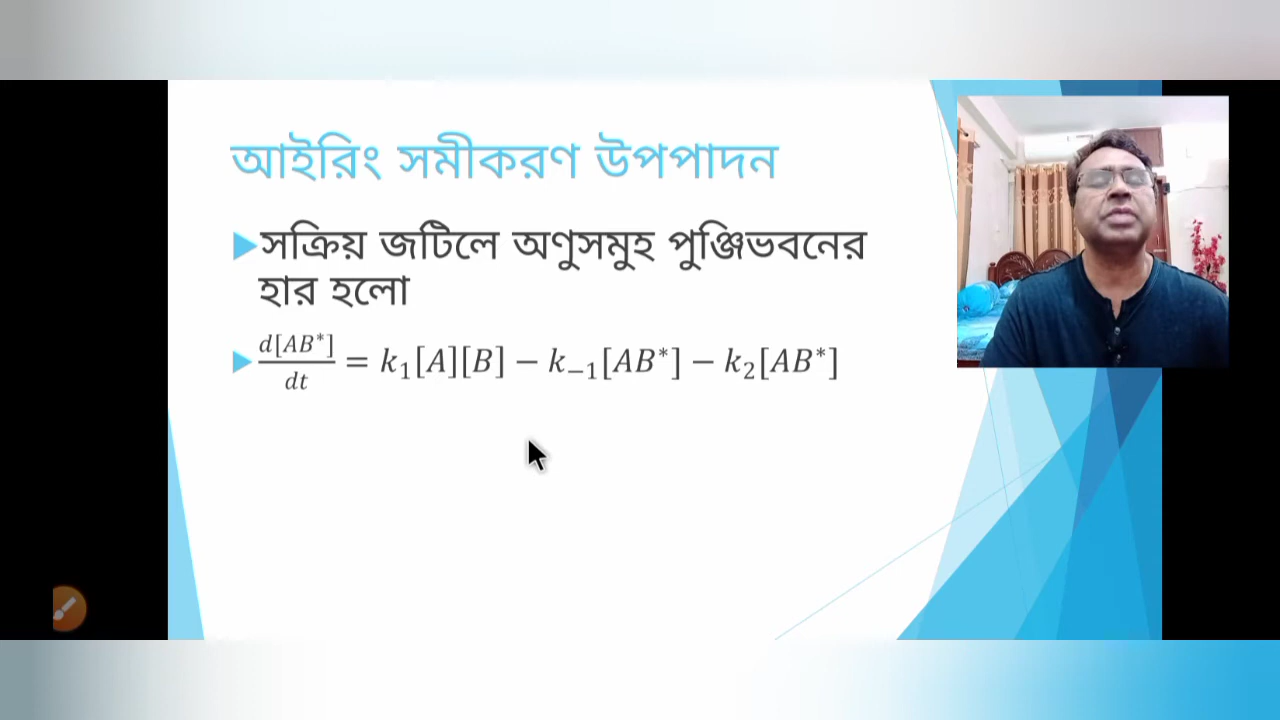 আইরিং সমীকরণ উপপাদন
সক্রিয় জটিলে অণুসমুহ পুঞ্জিভবনের
হার হলো
d[AB*]/dt = k₁[A][B] − k₋₁[AB*] − k₂[AB*]